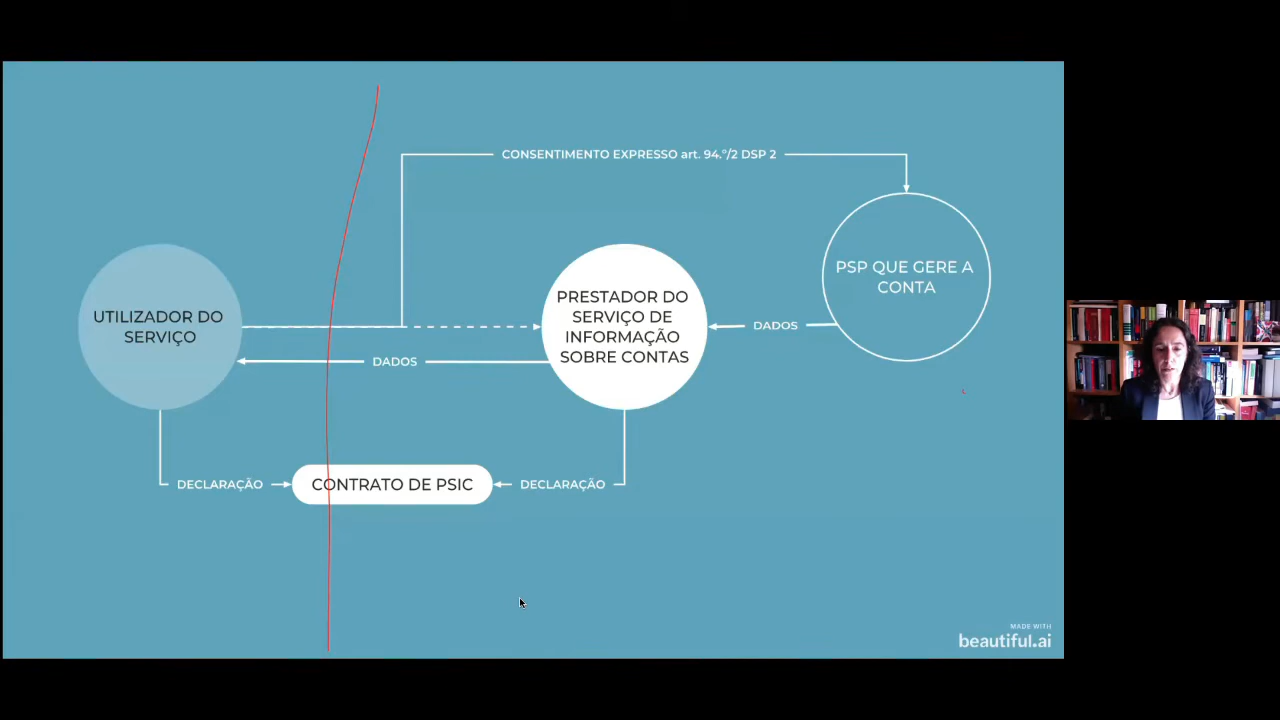 CONSENTIMENTO EXPRESSO art. 94.º/2 DSP 2
PSP QUE GERE A
CONTA
UTILIZADOR DO
SERVIÇO
PRESTADOR DO
SERVIÇO DE
INFORMAÇÃO
SOBRE CONTAS
DADOS
DADOS
DECLARAÇÃO
CONTRATO DE PSIC
DECLARAÇÃO
MADE WITH
beautiful.ai